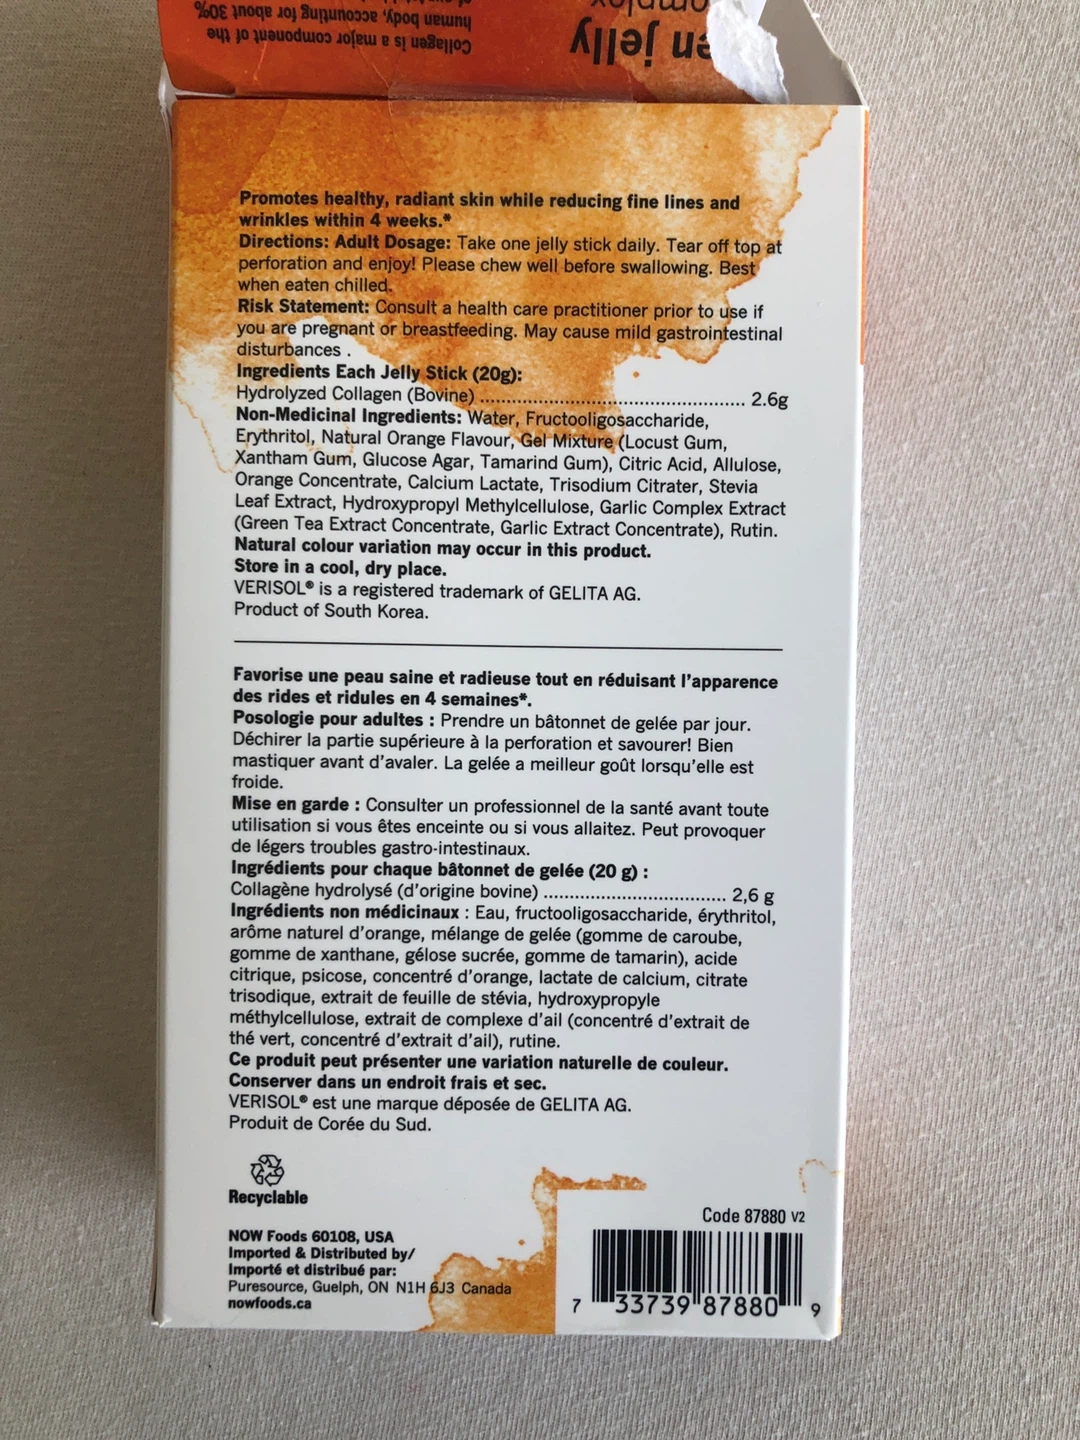 Collagen is a major component of the
human body, accounting for about 30%
en jelly
Promotes healthy, radiant skin while reducing fine lines and
wrinkles within 4 weeks.*
Directions: Adult Dosage: Take one jelly stick daily. Tear off top at
perforation and enjoy! Please chew well before swallowing. Best
when eaten chilled.
Risk Statement: Consult a health care practitioner prior to use if
you are pregnant or breastfeeding. May cause mild gastrointestinal
disturbances .
Ingredients Each Jelly Stick (20g):
Hydrolyzed Collagen (Bovine) ................................................ 2.6g
Non-Medicinal Ingredients: Water, Fructooligosaccharide,
Erythritol, Natural Orange Flavour, Gel Mixture (Locust Gum,
Xantham Gum, Glucose Agar, Tamarind Gum), Citric Acid, Allulose,
Orange Concentrate, Calcium Lactate, Trisodium Citrater, Stevia
Leaf Extract, Hydroxypropyl Methylcellulose, Garlic Complex Extract
(Green Tea Extract Concentrate, Garlic Extract Concentrate), Rutin.
Natural colour variation may occur in this product.
Store in a cool, dry place.
VERISOL® is a registered trademark of GELITA AG.
Product of South Korea.
Favorise une peau saine et radieuse tout en réduisant l'apparence
des rides et ridules en 4 semaines*.
Posologie pour adultes : Prendre un bâtonnet de gelée par jour.
Déchirer la partie supérieure à la perforation et savourer! Bien
mastiquer avant d'avaler. La gelée a meilleur goût lorsqu'elle est
froide.
Mise en garde : Consulter un professionnel de la santé avant toute
utilisation si vous êtes enceinte ou si vous allaitez. Peut provoquer
de légers troubles gastro-intestinaux.
Ingrédients pour chaque bâtonnet de gelée (20 g) :
Collagène hydrolysé (d'origine bovine) ................................. 2,6 g
Ingrédients non médicinaux : Eau, fructooligosaccharide, érythritol,
arôme naturel d'orange, mélange de gelée (gomme de caroube,
gomme de xanthane, gélose sucrée, gomme de tamarin), acide
citrique, psicose, concentré d'orange, lactate de calcium, citrate
trisodique, extrait de feuille de stévia, hydroxypropyle
méthylcellulose, extrait de complexe d'ail (concentré d'extrait de
thé vert, concentré d'extrait d'ail), rutine.
Ce produit peut présenter une variation naturelle de couleur.
Conserver dans un endroit frais et sec.
VERISOL® est une marque déposée de GELITA AG.
Produit de Corée du Sud.
Recyclable
NOW Foods 60108, USA
Imported & Distributed by/
Importé et distribué par:
Puresource, Guelph, ON N1H 6J3 Canada
nowfoods.ca
Code 87880 V2
7 33739 87880 9